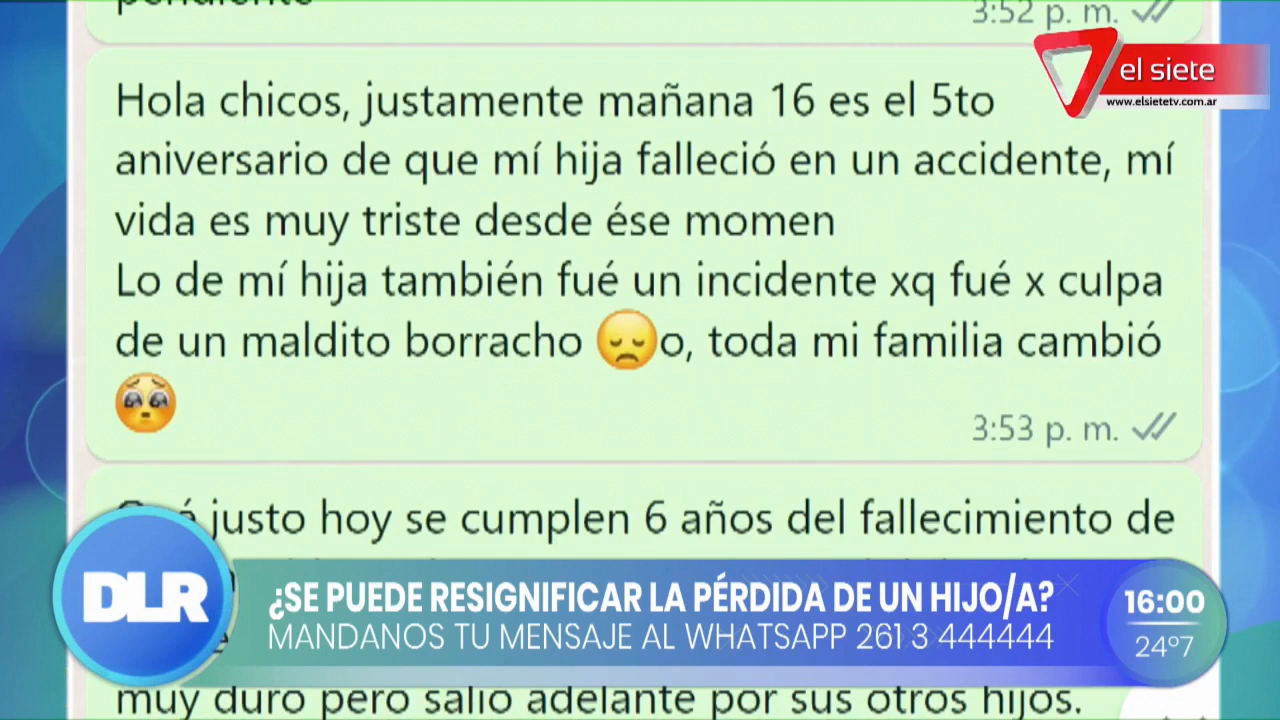 3:52 p. m.
el siete
www.elsietetv.com.ar
Hola chicos, justamente mañana 16 es el 5to
aniversario de que mí hija falleció en un accidente, mí
vida es muy triste desde ése momen
Lo de mí hija también fué un incidente xq fué x culpa
de un maldito borracho 😞o, toda mi familia cambió
🥺
3:53 p. m.
justo hoy se cumplen 6 años del fallecimiento de
DLR
¿SE PUEDE RESIGNIFICAR LA PÉRDIDA DE UN HIJO/A?
MANDANOS TU MENSAJE AL WHATSAPP 261 3 444444
16:00
24º7
muy duro pero salió adelante por sus otros hijos.